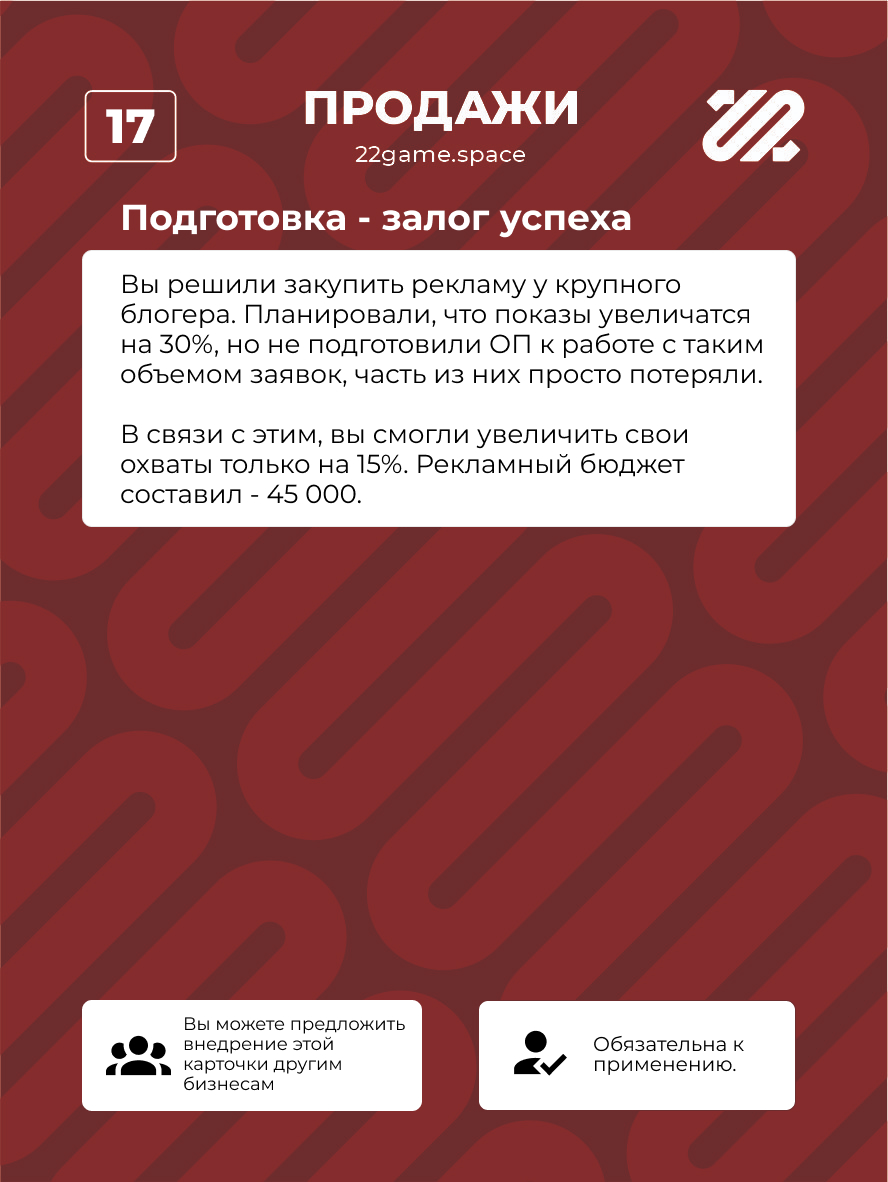 17
ПРОДАЖИ
22game.space
Подготовка - залог успеха
Вы решили закупить рекламу у крупного
блогера. Планировали, что показы увеличатся
на 30%, но не подготовили ОП к работе с таким
объемом заявок, часть из них просто потеряли.
В связи с этим, вы смогли увеличить свои
охваты только на 15%. Рекламный бюджет
составил - 45 000.
Вы можете предложить
внедрение этой
карточки другим
бизнесам
Обязательна к
применению.